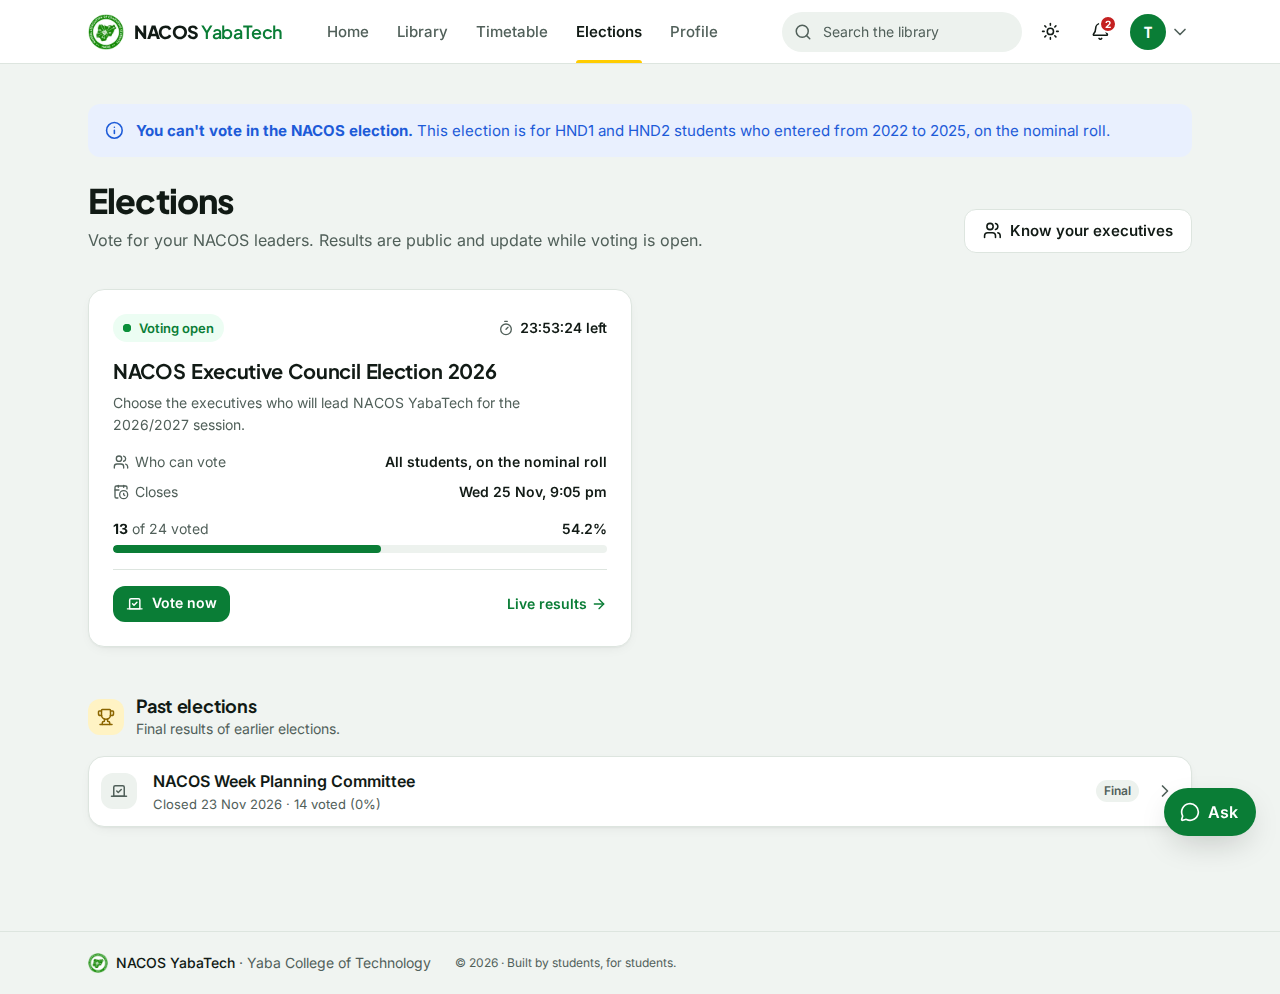 NACOS YabaTech
Home
Library
Timetable
Elections
Profile
Search the library
2
T
You can't vote in the NACOS election. This election is for HND1 and HND2 students who entered from 2022 to 2025, on the nominal roll.
Elections
Vote for your NACOS leaders. Results are public and update while voting is open.
Know your executives
Voting open
23:53:24 left
NACOS Executive Council Election 2026
Choose the executives who will lead NACOS YabaTech for the
2026/2027 session.
Who can vote
All students, on the nominal roll
Closes
Wed 25 Nov, 9:05 pm
13 of 24 voted
54.2%
Vote now
Live results
Past elections
Final results of earlier elections.
NACOS Week Planning Committee
Closed 23 Nov 2026 · 14 voted (0%)
Final
Ask
NACOS YabaTech · Yaba College of Technology
© 2026 · Built by students, for students.